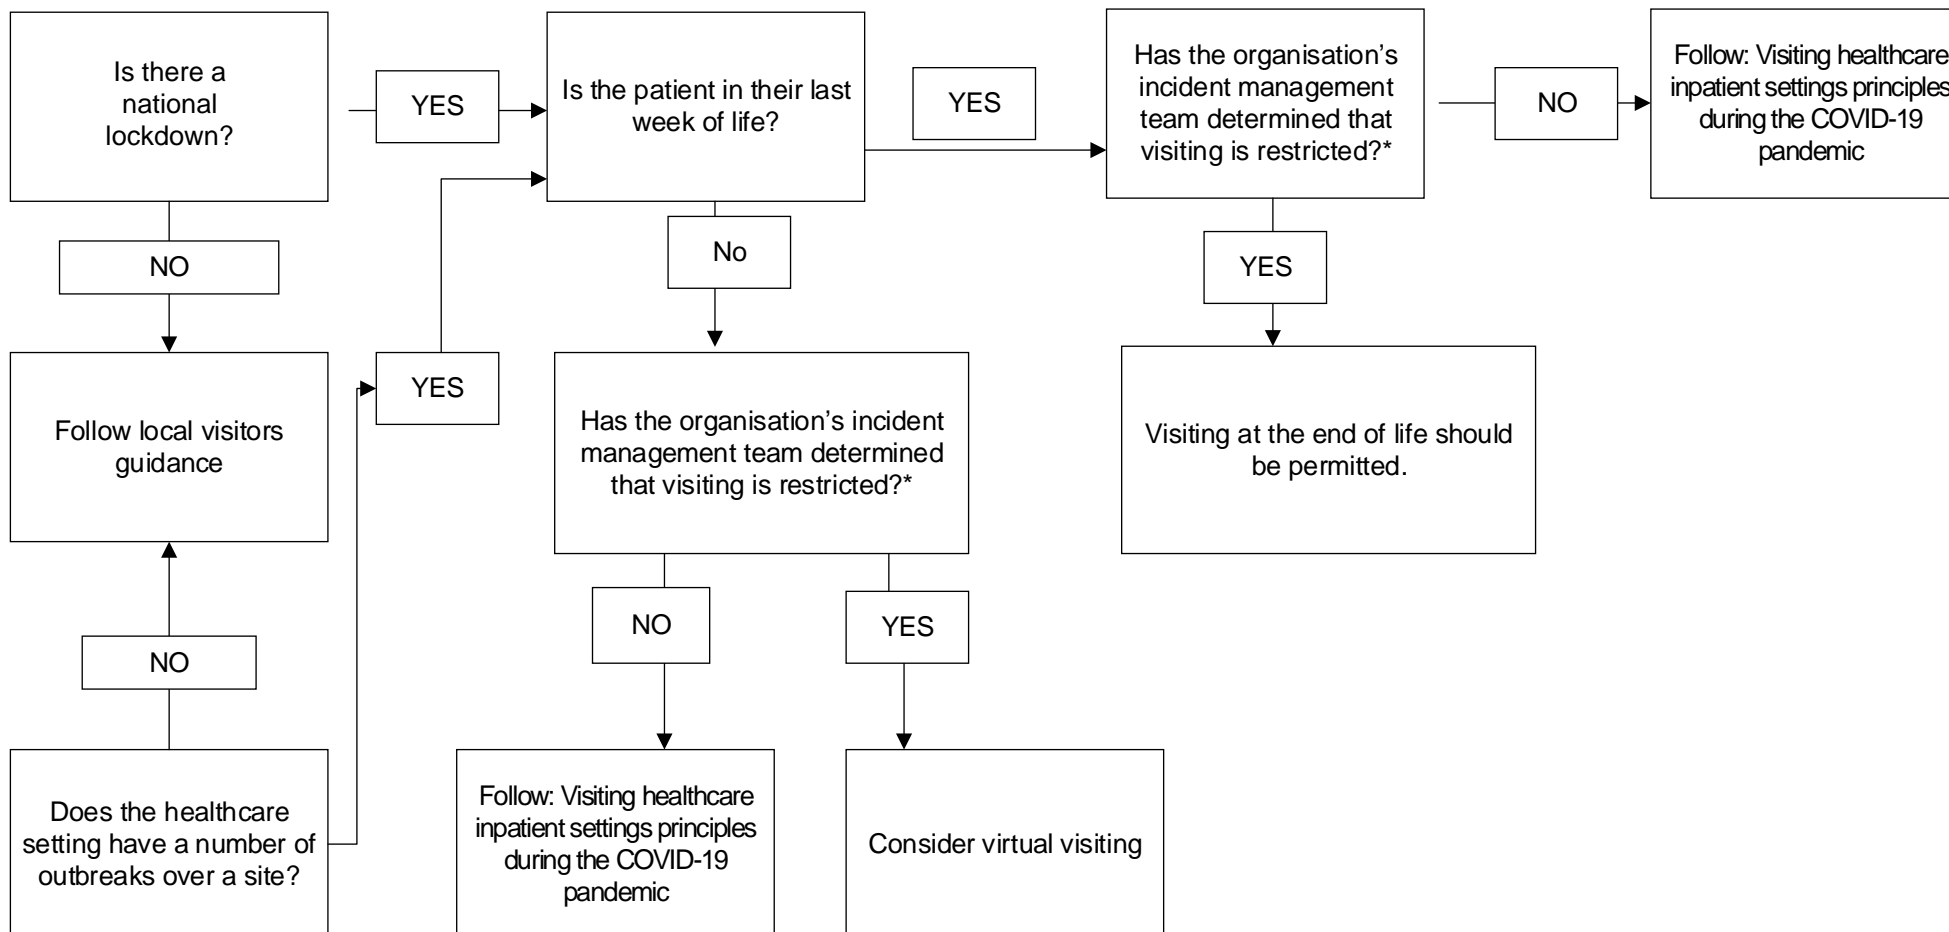 Is there a
national
lockdown?
YES
Is the patient in their last
week of life?
YES
Has the organisation’s
incident management
team determined that
visiting is restricted?*
NO
Follow: Visiting healthcare
inpatient settings principles
during the COVID-19
pandemic
NO
No
YES
Follow local visitors
guidance
YES
Has the organisation’s incident
management team determined
that visiting is restricted?*
Visiting at the end of life should
be permitted.
NO
NO
YES
Does the healthcare
setting have a number of
outbreaks over a site?
Follow: Visiting healthcare
inpatient settings principles
during the COVID-19
pandemic
Consider virtual visiting